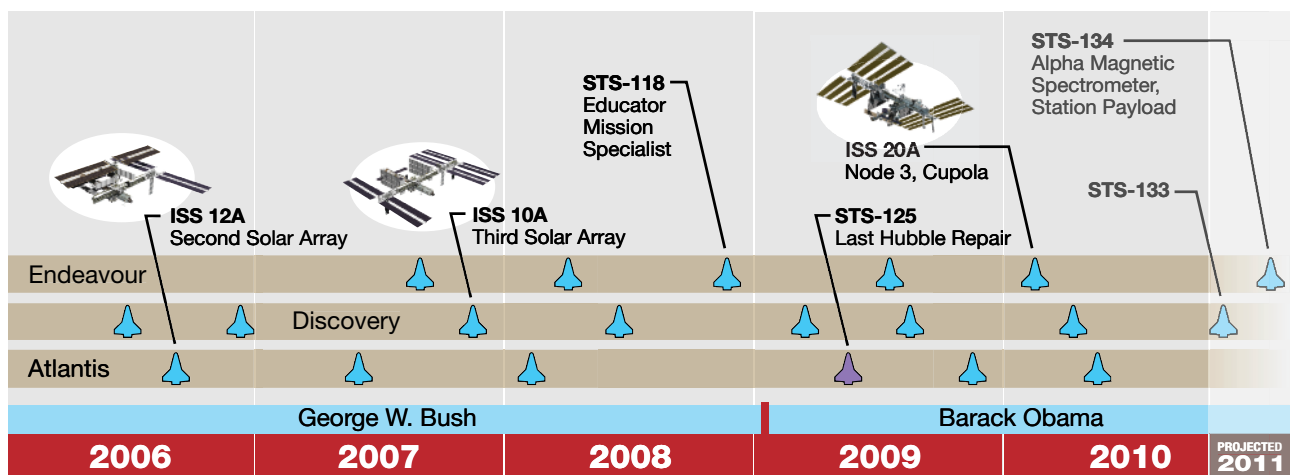 STS-134
Alpha Magnetic
Spectrometer,
Station Payload
STS-118
Educator
Mission
Specialist
ISS 20A
Node 3, Cupola
STS-133
ISS 12A
Second Solar Array
ISS 10A
Third Solar Array
STS-125
Last Hubble Repair
Endeavour
Discovery
Atlantis
George W. Bush
Barack Obama
2006
2007
2008
2009
2010
PROJECTED
2011